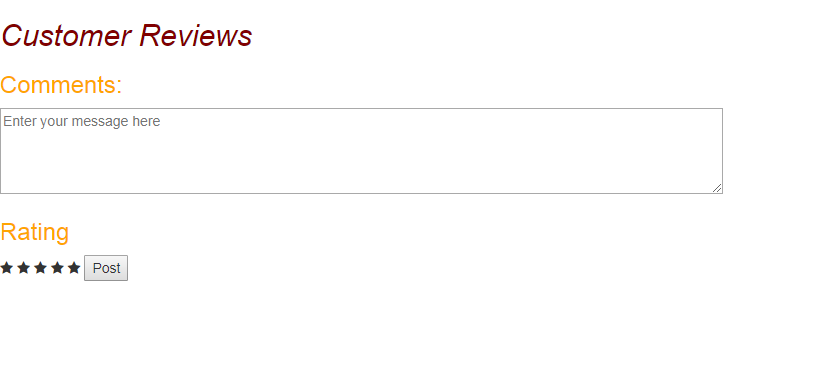 Customer Reviews
Comments:
Enter your message here
Rating
Post